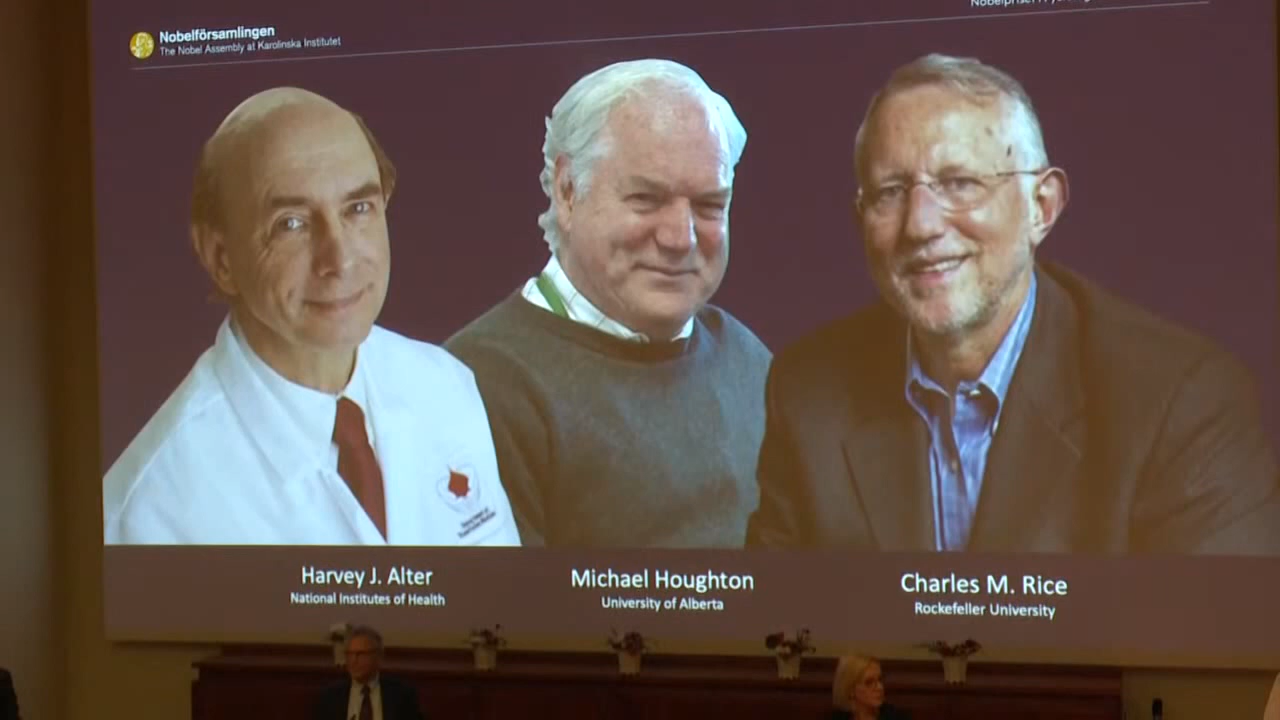 Nobelförsamlingen
The Nobel Assembly at Karolinska Institutet
Harvey J. Alter
National Institutes of Health
Michael Houghton
University of Alberta
Charles M. Rice
Rockefeller University